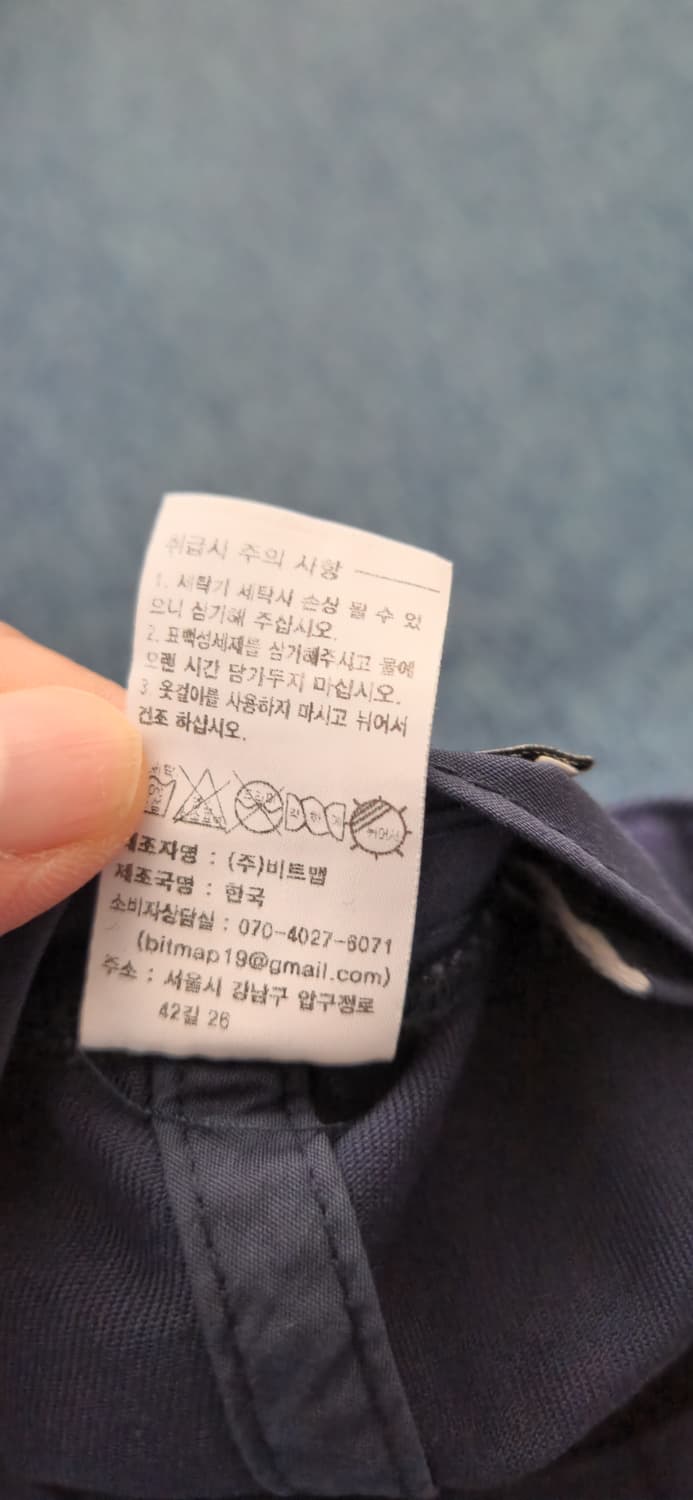 취급시 주의 사항
1. 세탁기 세탁시 손상 될 수 있
으니 삼가해 주십시오.
2. 표백성세제를 삼가해주시고 물에
오랜 시간 담가두지 마십시오.
3. 옷걸이를 사용하지 마시고 뉘어서
건조 하십시오.
약 하 게 뉘어서
제조자명 : (주)비트맵
제조국명 : 한국
소비자상담실 : 070-4027-6071
(bitmap19@gmail.com)
주소 : 서울시 강남구 압구정로
42길 26